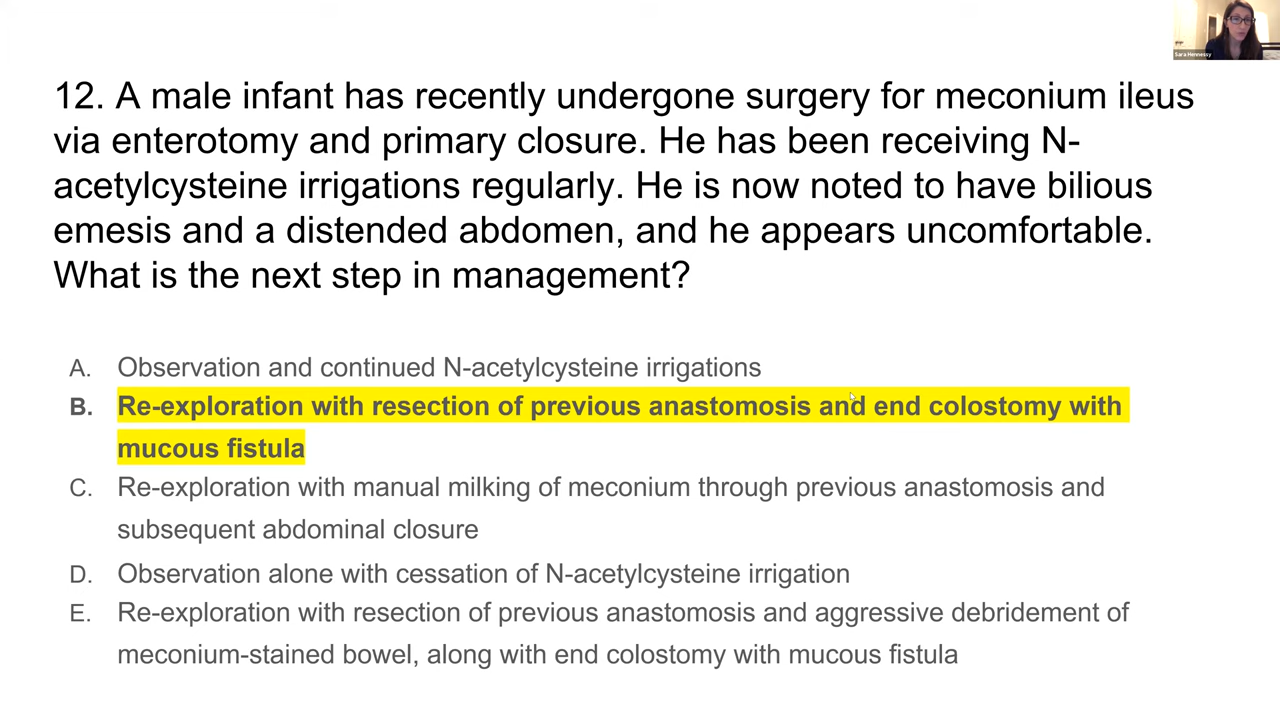 Sara Hennessy
12. A male infant has recently undergone surgery for meconium ileus
via enterotomy and primary closure. He has been receiving N-
acetylcysteine irrigations regularly. He is now noted to have bilious
emesis and a distended abdomen, and he appears uncomfortable.
What is the next step in management?
A. Observation and continued N-acetylcysteine irrigations
B. Re-exploration with resection of previous anastomosis and end colostomy with
mucous fistula
C. Re-exploration with manual milking of meconium through previous anastomosis and
subsequent abdominal closure
D. Observation alone with cessation of N-acetylcysteine irrigation
E. Re-exploration with resection of previous anastomosis and aggressive debridement of
meconium-stained bowel, along with end colostomy with mucous fistula